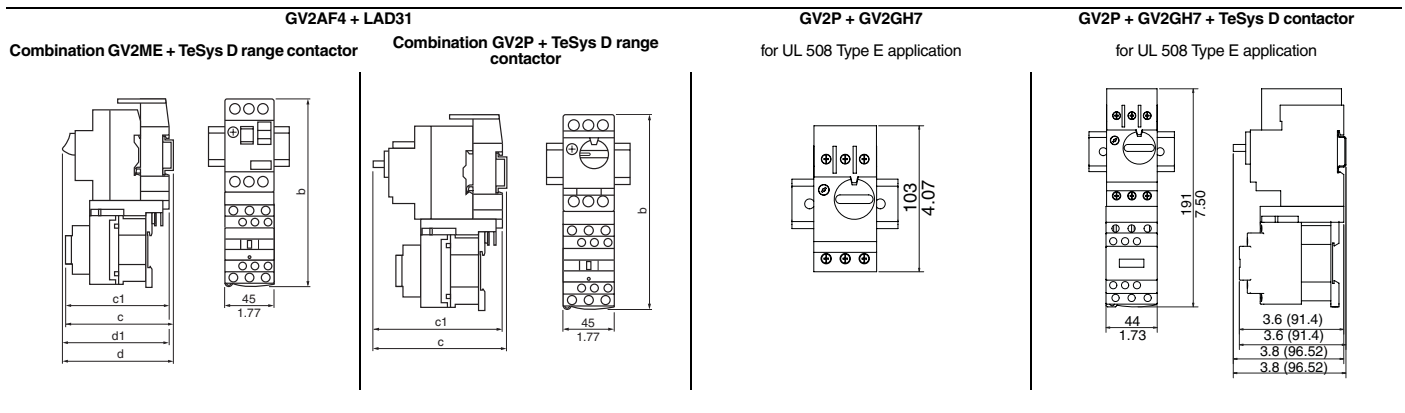 GV2AF4 + LAD31
Combination GV2ME + TeSys D range contactor
b
c1
c
d1
d
45
1.77
Combination GV2P + TeSys D range
contactor
b
c1
c
45
1.77
GV2P + GV2GH7
for UL 508 Type E application
103
4.07
GV2P + GV2GH7 + TeSys D contactor
for UL 508 Type E application
191
7.50
44
1.73
3.6 (91.4)
3.6 (91.4)
3.8 (96.52)
3.8 (96.52)